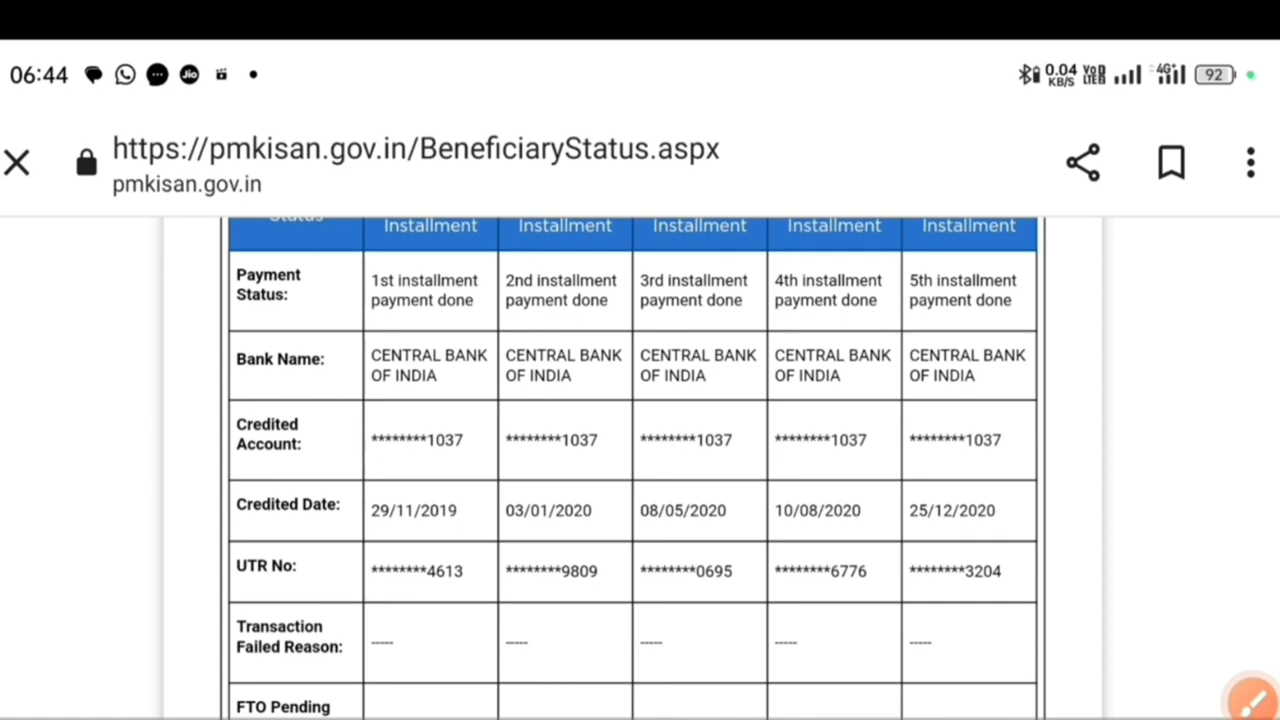 06:44
Jio
0.04 KB/S
VoD LTE
4G+
92
https://pmkisan.gov.in/BeneficiaryStatus.aspx
pmkisan.gov.in
Status Installment Installment Installment Installment Installment
Payment 1st installment 2nd installment 3rd installment 4th installment 5th installment
Status: payment done payment done payment done payment done payment done
Bank Name: CENTRAL BANK CENTRAL BANK CENTRAL BANK CENTRAL BANK CENTRAL BANK
OF INDIA OF INDIA OF INDIA OF INDIA OF INDIA
Credited
Account: ********1037 ********1037 ********1037 ********1037 ********1037
Credited Date: 29/11/2019 03/01/2020 08/05/2020 10/08/2020 25/12/2020
UTR No: ********4613 ********9809 ********0695 ********6776 ********3204
Transaction
Failed Reason: ----- ----- ----- ----- -----
FTO Pending